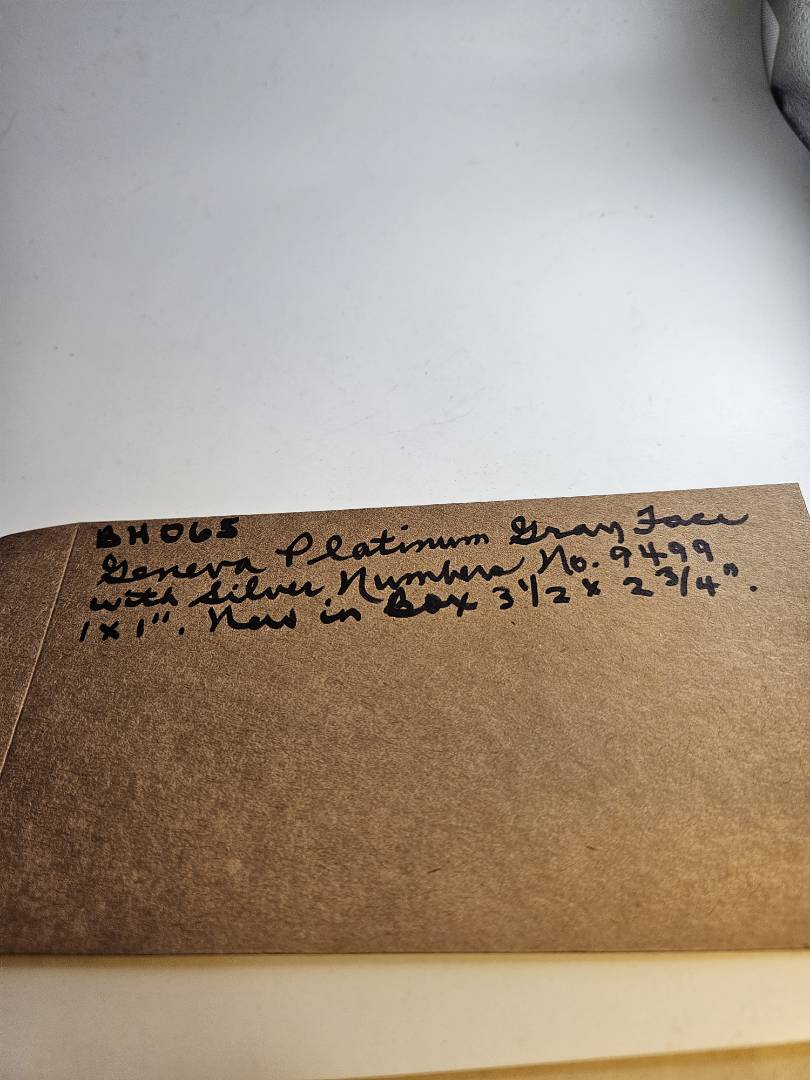 BH065
Geneva Platinum Gray Face
with Silver Numbers No. 9499
1x1". New in Box 3 1/2 x 2 3/4".